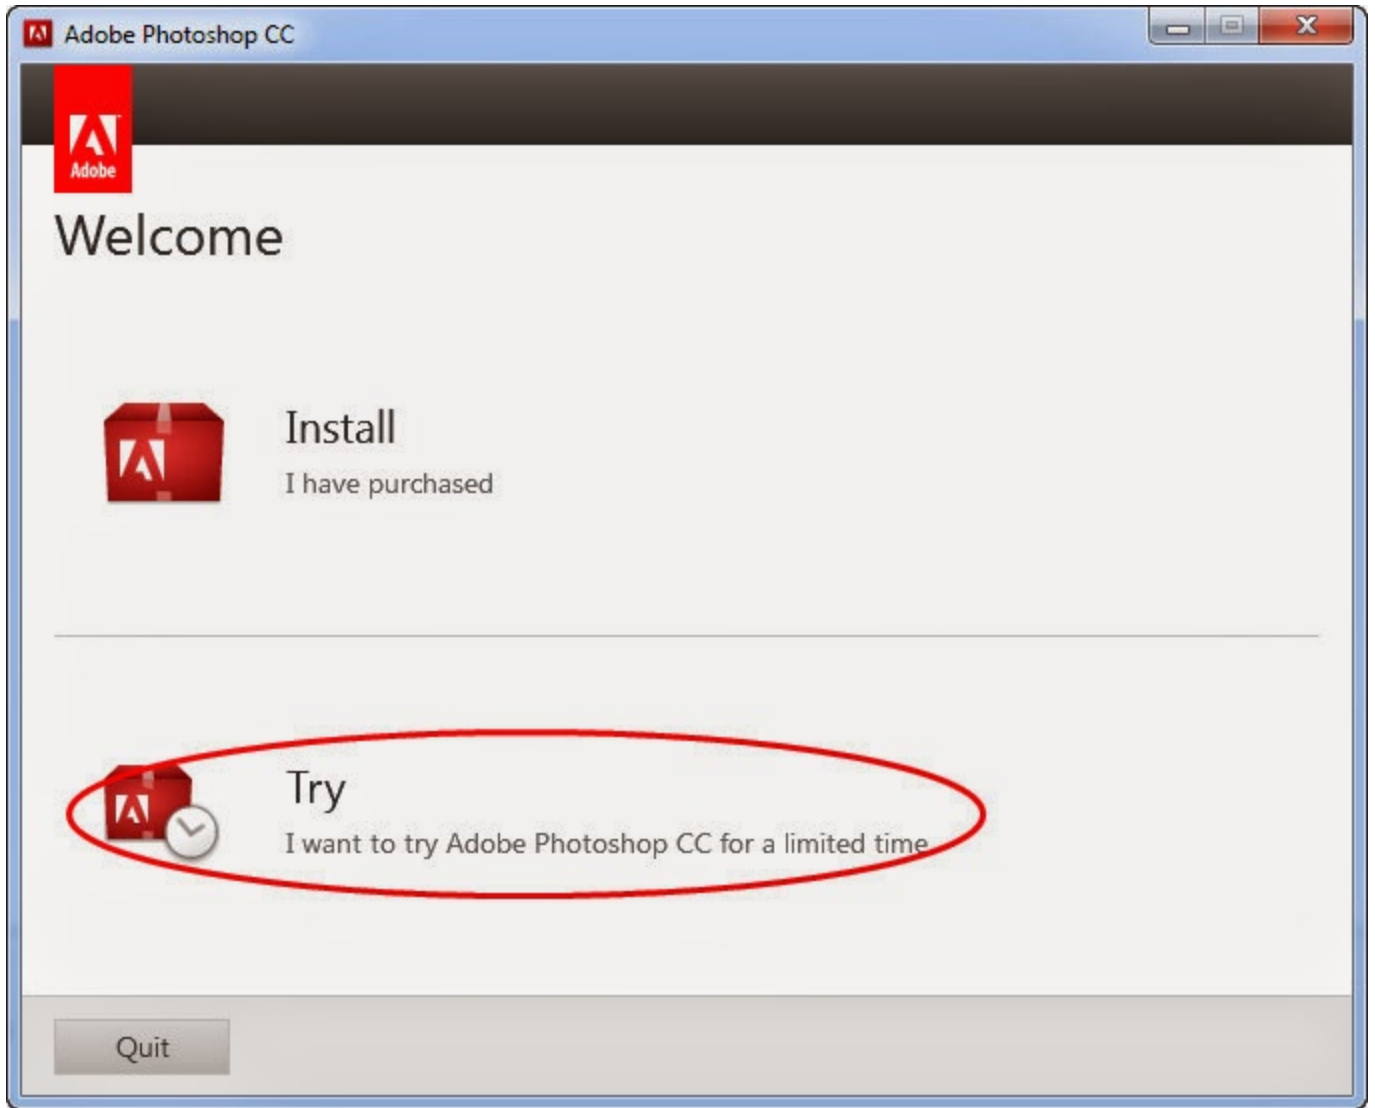 Adobe Photoshop CC
Adobe
Welcome
Install
I have purchased
Try
I want to try Adobe Photoshop CC for a limited time
Quit